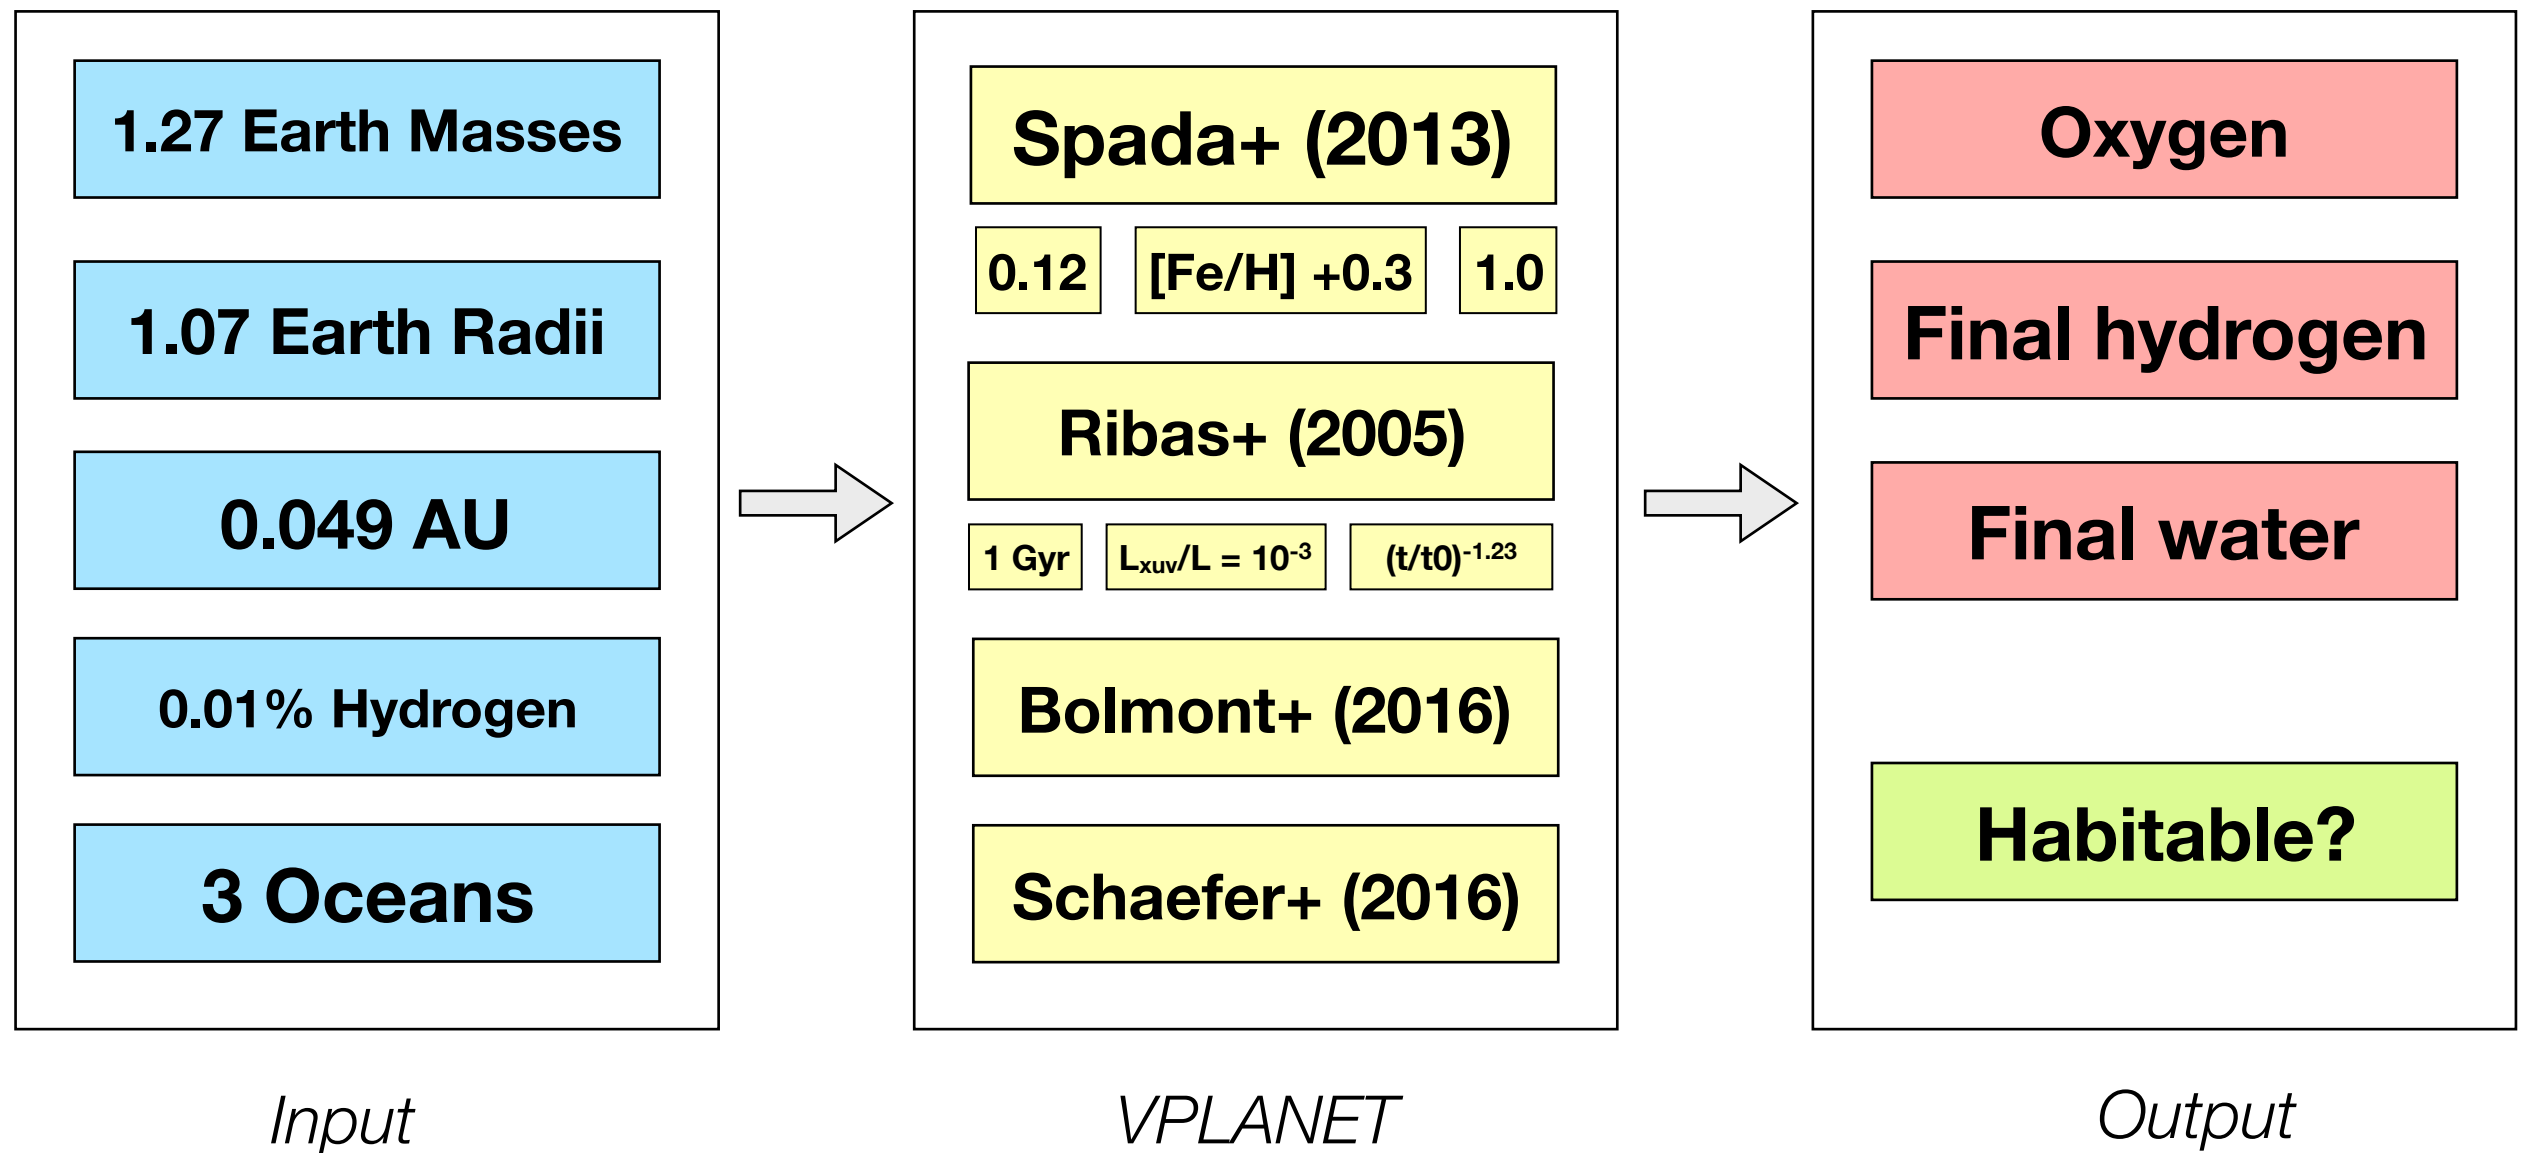 1.27 Earth Masses
1.07 Earth Radii
0.049 AU
0.01% Hydrogen
3 Oceans
Input
Spada+ (2013)
0.12
[Fe/H] +0.3
1.0
Ribas+ (2005)
1 Gyr
Lxuv/L = 10-3
(t/t0)-1.23
Bolmont+ (2016)
Schaefer+ (2016)
VPLANET
Oxygen
Final hydrogen
Final water
Habitable?
Output